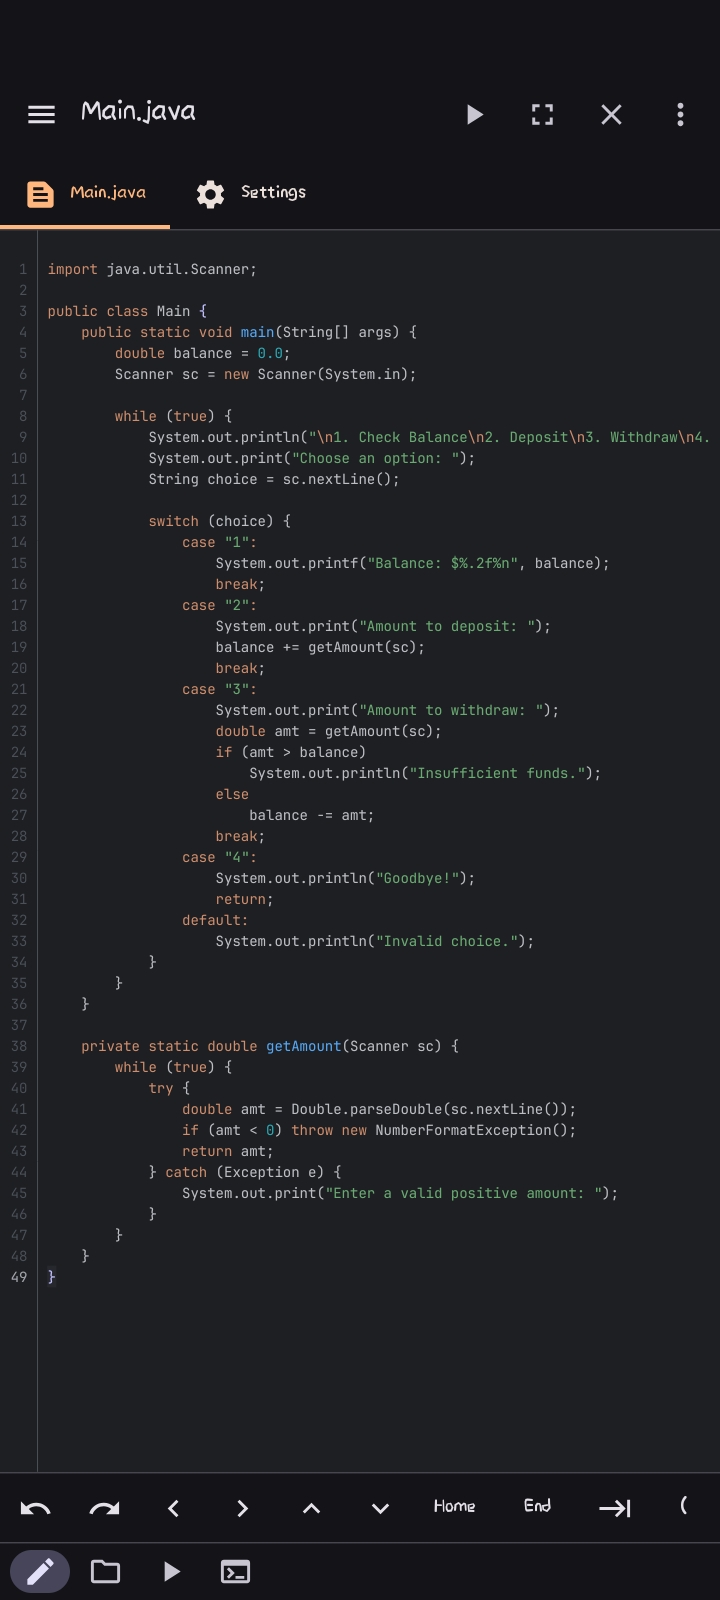 Main.java
Main.java Settings
1 import java.util.Scanner;
2
3 public class Main {
4     public static void main(String[] args) {
5         double balance = 0.0;
6         Scanner sc = new Scanner(System.in);
7
8         while (true) {
9             System.out.println("\n1. Check Balance\n2. Deposit\n3. Withdraw\n4.
10             System.out.print("Choose an option: ");
11             String choice = sc.nextLine();
12
13             switch (choice) {
14                 case "1":
15                     System.out.printf("Balance: $%.2f%n", balance);
16                     break;
17                 case "2":
18                     System.out.print("Amount to deposit: ");
19                     balance += getAmount(sc);
20                     break;
21                 case "3":
22                     System.out.print("Amount to withdraw: ");
23                     double amt = getAmount(sc);
24                     if (amt > balance)
25                         System.out.println("Insufficient funds.");
26                     else
27                         balance -= amt;
28                     break;
29                 case "4":
30                     System.out.println("Goodbye!");
31                     return;
32                 default:
33                     System.out.println("Invalid choice.");
34             }
35         }
36     }
37
38     private static double getAmount(Scanner sc) {
39         while (true) {
40             try {
41                 double amt = Double.parseDouble(sc.nextLine());
42                 if (amt < 0) throw new NumberFormatException();
43                 return amt;
44             } catch (Exception e) {
45                 System.out.print("Enter a valid positive amount: ");
46             }
47         }
48     }
49 }
Home End (